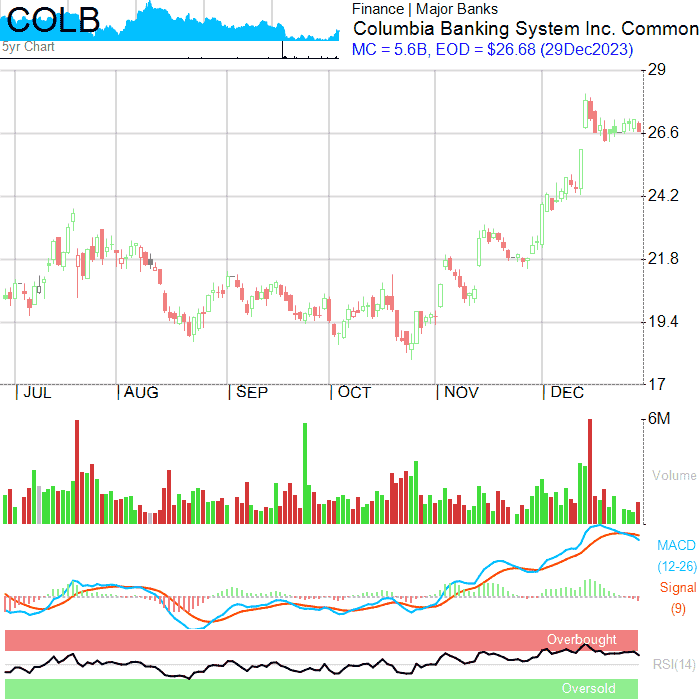 COLB
5yr Chart
Finance | Major Banks
Columbia Banking System Inc. Common
MC = 5.6B, EOD = $26.68 (29Dec2023)
29
26.6
24.2
21.8
19.4
17
JUL AUG SEP OCT NOV DEC
6M
Volume
MACD
(12-26)
Signal
(9)
Overbought
RSI(14)
Oversold